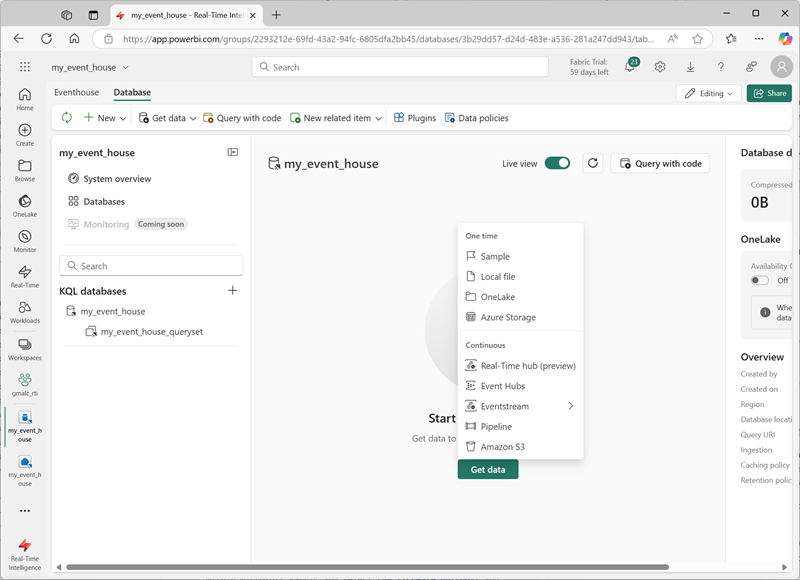 my_event_house - Real-Time Intel
https://app.powerbi.com/groups/2293212e-69fd-43a2-94fc-6805dfa2bb45/databases/3b29dd57-d24d-483e-a536-281a247dd943/tab...
my_event_house
Search
Fabric Trial:
59 days left
23
Home
Create
Browse
OneLake
Monitor
Real-Time
Workloads
Workspaces
gmalc_rti
my_event_h
ouse
my_event_h
ouse
Real-Time
Intelligence
Eventhouse
Database
Editing
Share
New
Get data
Query with code
New related item
Plugins
Data policies
my_event_house
System overview
Databases
Monitoring
Coming soon
Search
KQL databases
my_event_house
my_event_house_queryset
my_event_house
Live view
Query with code
One time
Sample
Local file
OneLake
Azure Storage
Continuous
Real-Time hub (preview)
Event Hubs
Eventstream
Pipeline
Amazon S3
Start
Get data to
Get data
Database d
Compressed
0B
OneLake
Availability
Off
Whe
data
Overview
Created by
Created on
Region
Database locati
Query URI
Ingestion
Caching policy
Retention polic